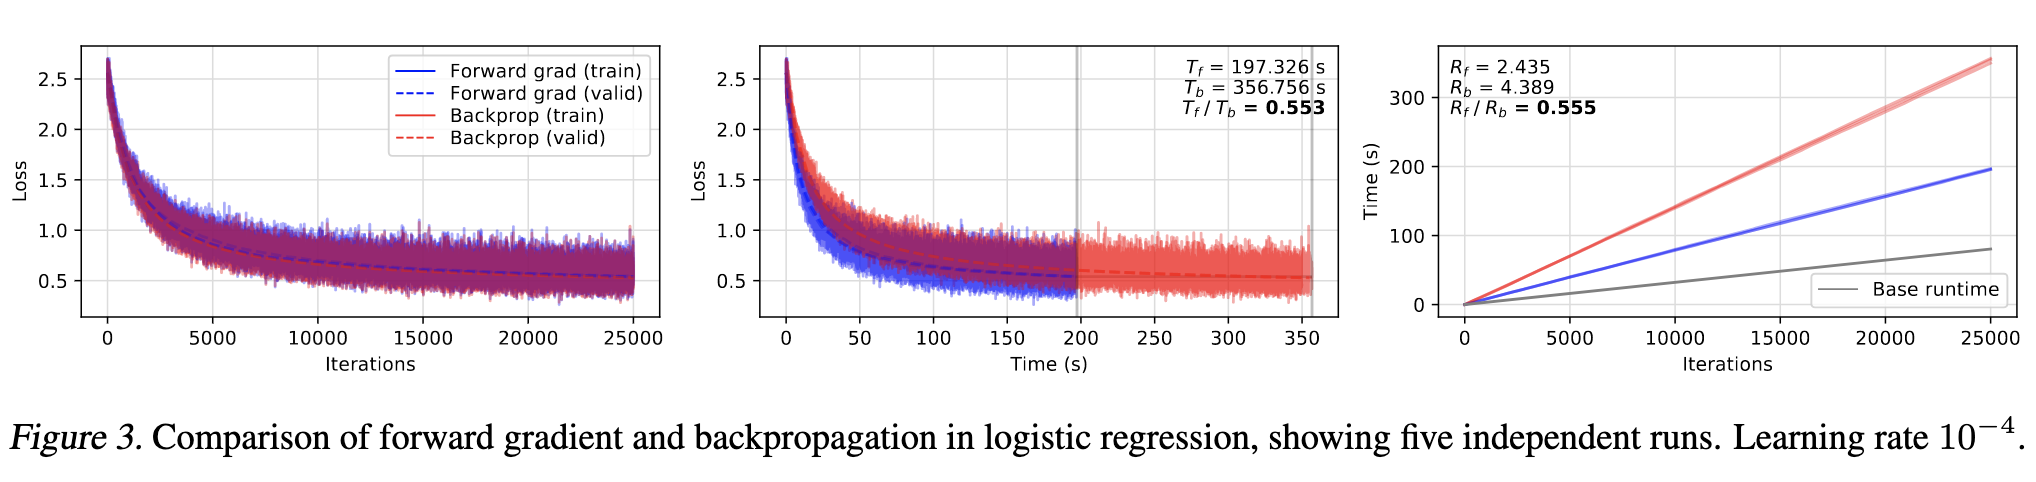 2.5
2.0
1.5
1.0
0.5
Loss
0 5000 10000 15000 20000 25000
Iterations
Forward grad (train)
Forward grad (valid)
Backprop (train)
Backprop (valid)
2.5
2.0
1.5
1.0
0.5
Loss
0 50 100 150 200 250 300 350
Time (s)
T_f = 197.326 s
T_b = 356.756 s
T_f / T_b = 0.553
300
200
100
0
Time (s)
0 5000 10000 15000 20000 25000
Iterations
R_f = 2.435
R_b = 4.389
R_f / R_b = 0.555
Base runtime
Figure 3. Comparison of forward gradient and backpropagation in logistic regression, showing five independent runs. Learning rate 10⁻⁴.